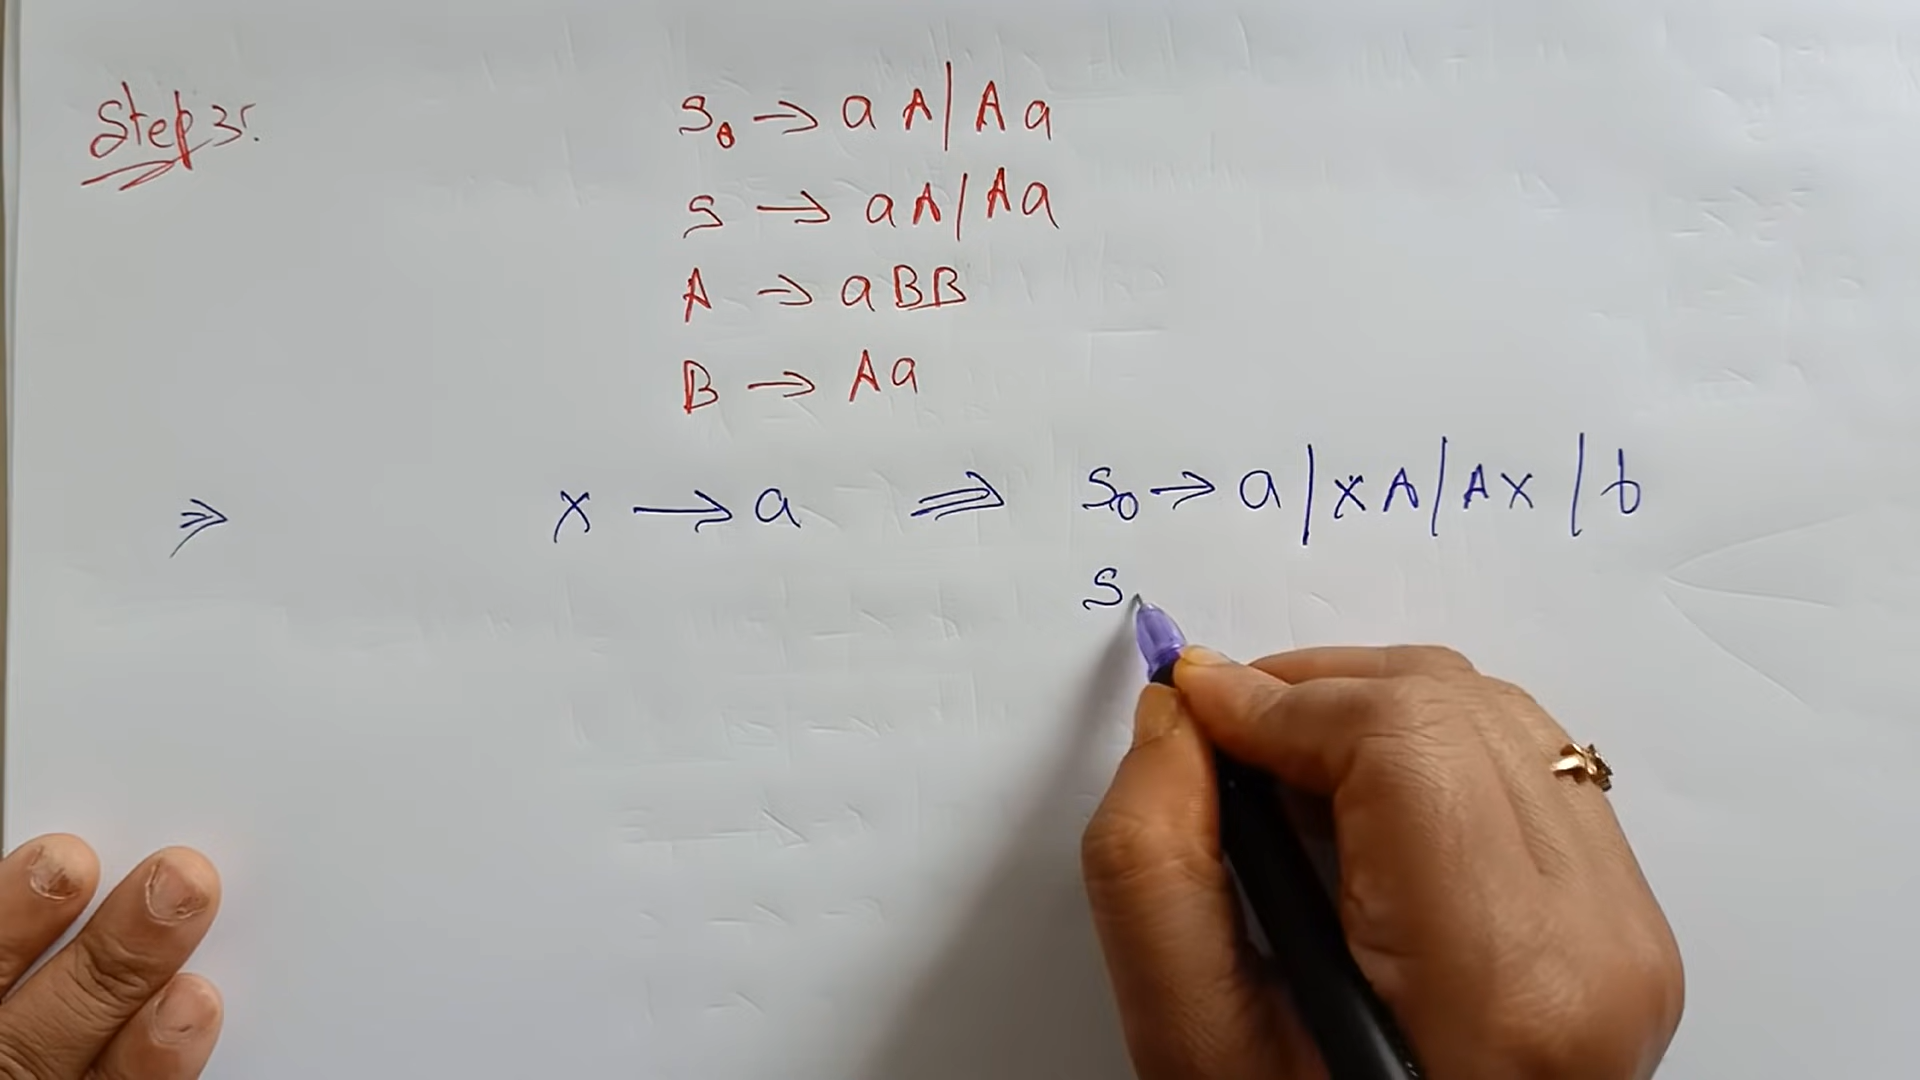 Step 3:
S₀ → aA | Aa
S → aA | Aa
A → aBB
B → Aa
⇒ X → a ⇒ S₀ → a | XA | AX | b
S